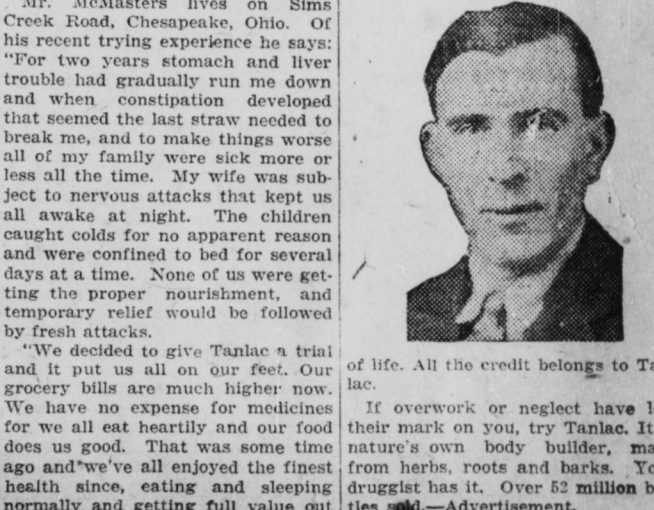 Mr. McMasters lives on Sims
Creek Road, Chesapeake, Ohio. Of
his recent trying experience he says:
"For two years stomach and liver
trouble had gradually run me down
and when constipation developed
that seemed the last straw needed to
break me, and to make things worse
all of my family were sick more or
less all the time. My wife was sub-
ject to nervous attacks that kept us
all awake at night. The children
caught colds for no apparent reason
and were confined to bed for several
days at a time. None of us were get-
ting the proper nourishment, and
temporary relief would be followed
by fresh attacks.
"We decided to give Tanlac a trial
and it put us all on our feet. Our
grocery bills are much higher now.
We have no expense for medicines
for we all eat heartily and our food
does us good. That was some time
ago and we've all enjoyed the finest
health since, eating and sleeping
normally and getting full value out
of life. All the credit belongs to Ta
lac.
If overwork or neglect have l
their mark on you, try Tanlac. It
nature's own body builder, ma
from herbs, roots and barks. Yo
druggist has it. Over 52 million b
tles sold.—Advertisement.